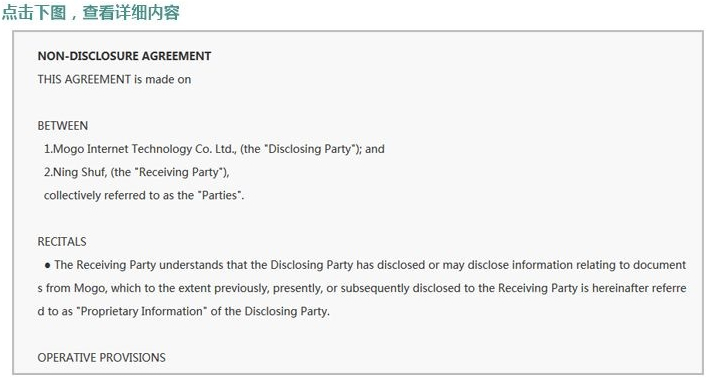 点击下图，查看详细内容
NON-DISCLOSURE AGREEMENT
THIS AGREEMENT is made on
BETWEEN
1.Mogo Internet Technology Co. Ltd., (the "Disclosing Party"); and
2.Ning Shuf, (the "Receiving Party"),
collectively referred to as the "Parties".
RECITALS
● The Receiving Party understands that the Disclosing Party has disclosed or may disclose information relating to document
s from Mogo, which to the extent previously, presently, or subsequently disclosed to the Receiving Party is hereinafter referre
d to as "Proprietary Information" of the Disclosing Party.
OPERATIVE PROVISIONS